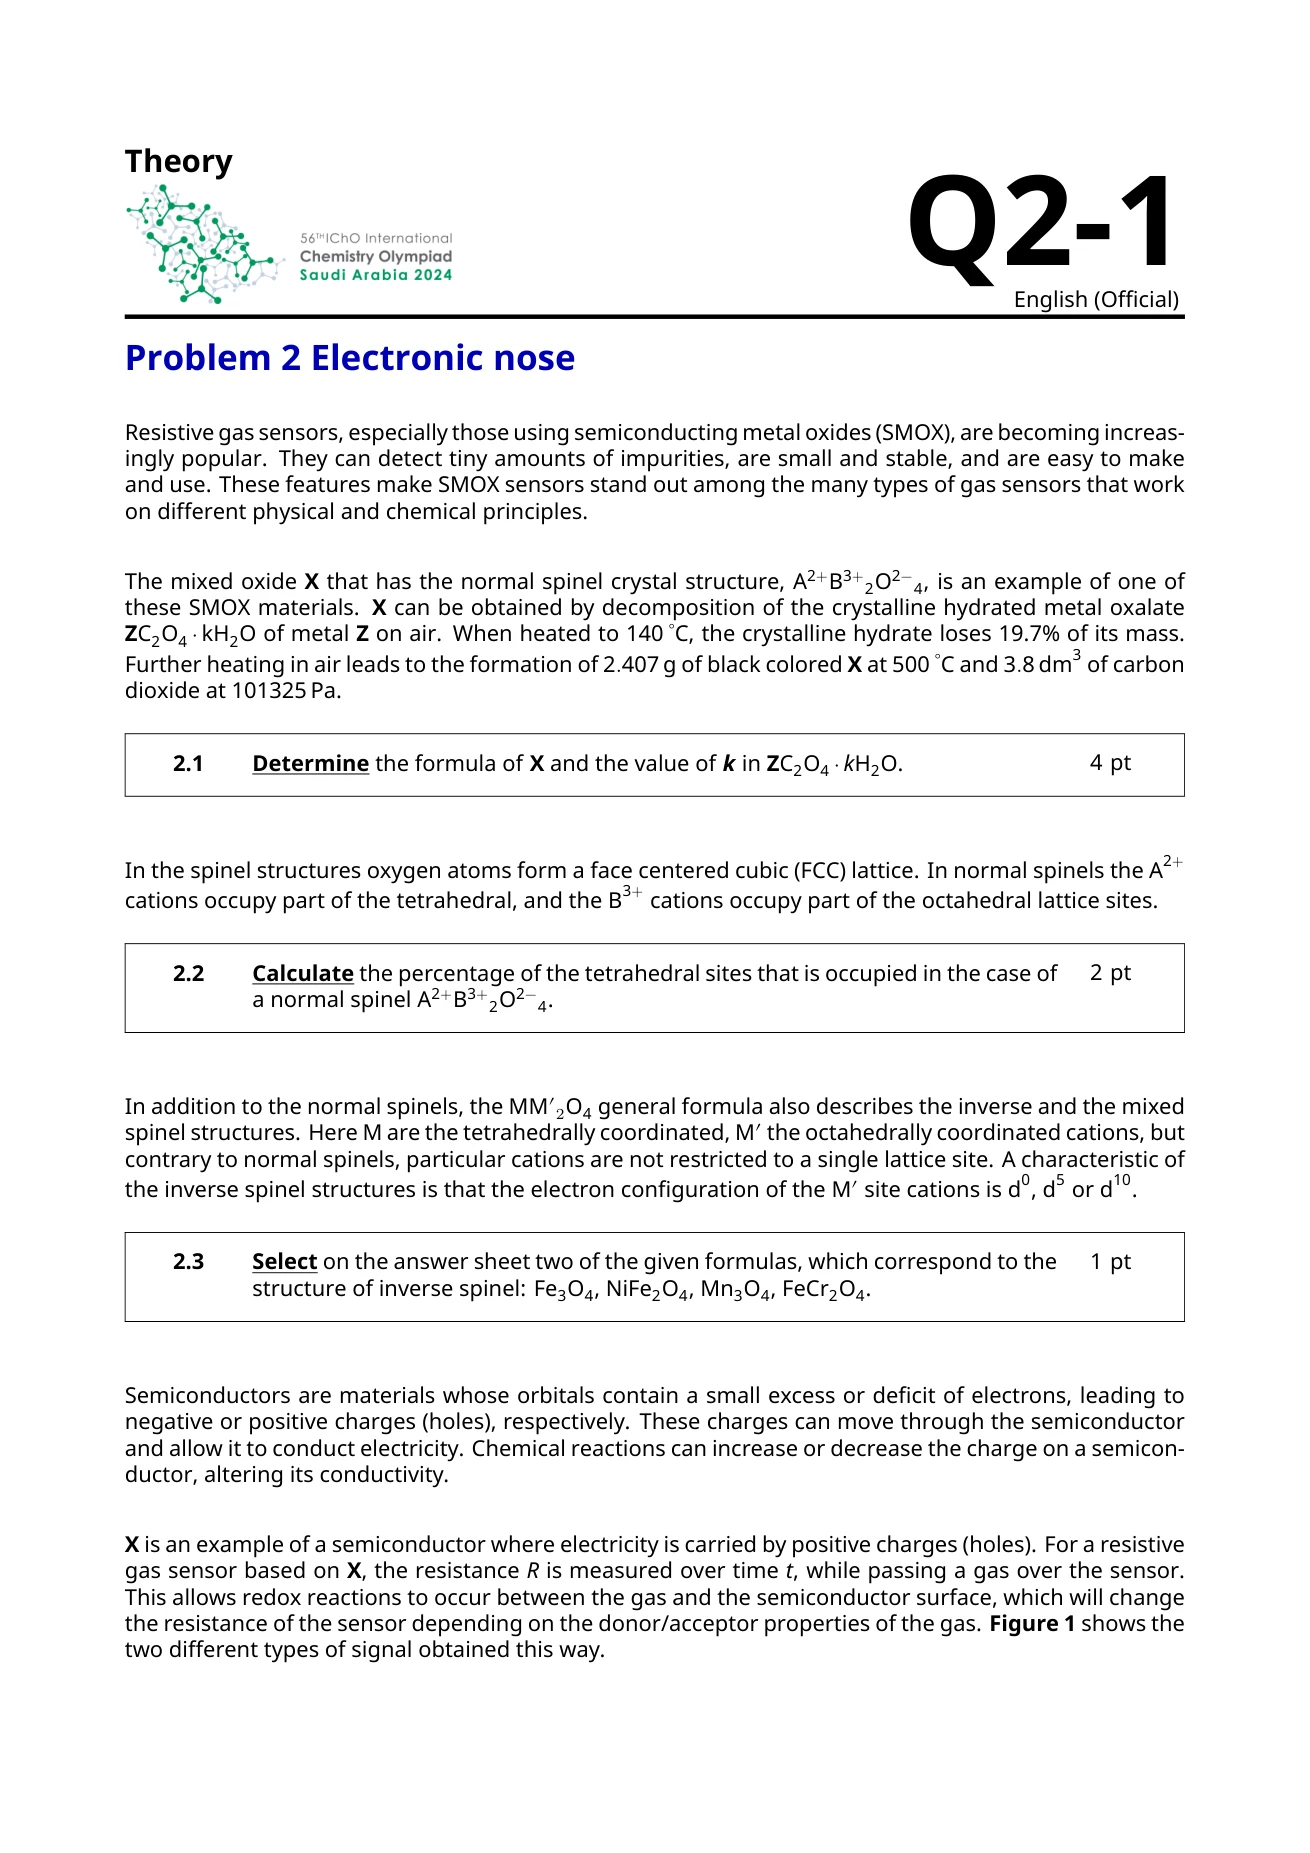 Theory
56ᵀᴴIChO International
Chemistry Olympiad
Saudi Arabia 2024
Q2-1
English (Official)
Problem 2 Electronic nose
Resistive gas sensors, especially those using semiconducting metal oxides (SMOX), are becoming increas-
ingly popular. They can detect tiny amounts of impurities, are small and stable, and are easy to make
and use. These features make SMOX sensors stand out among the many types of gas sensors that work
on different physical and chemical principles.
The mixed oxide X that has the normal spinel crystal structure, A²⁺B³⁺₂O²⁻₄, is an example of one of
these SMOX materials. X can be obtained by decomposition of the crystalline hydrated metal oxalate
ZC₂O₄ · kH₂O of metal Z on air. When heated to 140 °C, the crystalline hydrate loses 19.7% of its mass.
Further heating in air leads to the formation of 2.407 g of black colored X at 500 °C and 3.8 dm³ of carbon
dioxide at 101325 Pa.
2.1 Determine the formula of X and the value of k in ZC₂O₄ · kH₂O. 4 pt
In the spinel structures oxygen atoms form a face centered cubic (FCC) lattice. In normal spinels the A²⁺
cations occupy part of the tetrahedral, and the B³⁺ cations occupy part of the octahedral lattice sites.
2.2 Calculate the percentage of the tetrahedral sites that is occupied in the case of 2 pt
a normal spinel A²⁺B³⁺₂O²⁻₄.
In addition to the normal spinels, the MM′₂O₄ general formula also describes the inverse and the mixed
spinel structures. Here M are the tetrahedrally coordinated, M′ the octahedrally coordinated cations, but
contrary to normal spinels, particular cations are not restricted to a single lattice site. A characteristic of
the inverse spinel structures is that the electron configuration of the M′ site cations is d⁰, d⁵ or d¹⁰.
2.3 Select on the answer sheet two of the given formulas, which correspond to the 1 pt
structure of inverse spinel: Fe₃O₄, NiFe₂O₄, Mn₃O₄, FeCr₂O₄.
Semiconductors are materials whose orbitals contain a small excess or deficit of electrons, leading to
negative or positive charges (holes), respectively. These charges can move through the semiconductor
and allow it to conduct electricity. Chemical reactions can increase or decrease the charge on a semicon-
ductor, altering its conductivity.
X is an example of a semiconductor where electricity is carried by positive charges (holes). For a resistive
gas sensor based on X, the resistance R is measured over time t, while passing a gas over the sensor.
This allows redox reactions to occur between the gas and the semiconductor surface, which will change
the resistance of the sensor depending on the donor/acceptor properties of the gas. Figure 1 shows the
two different types of signal obtained this way.